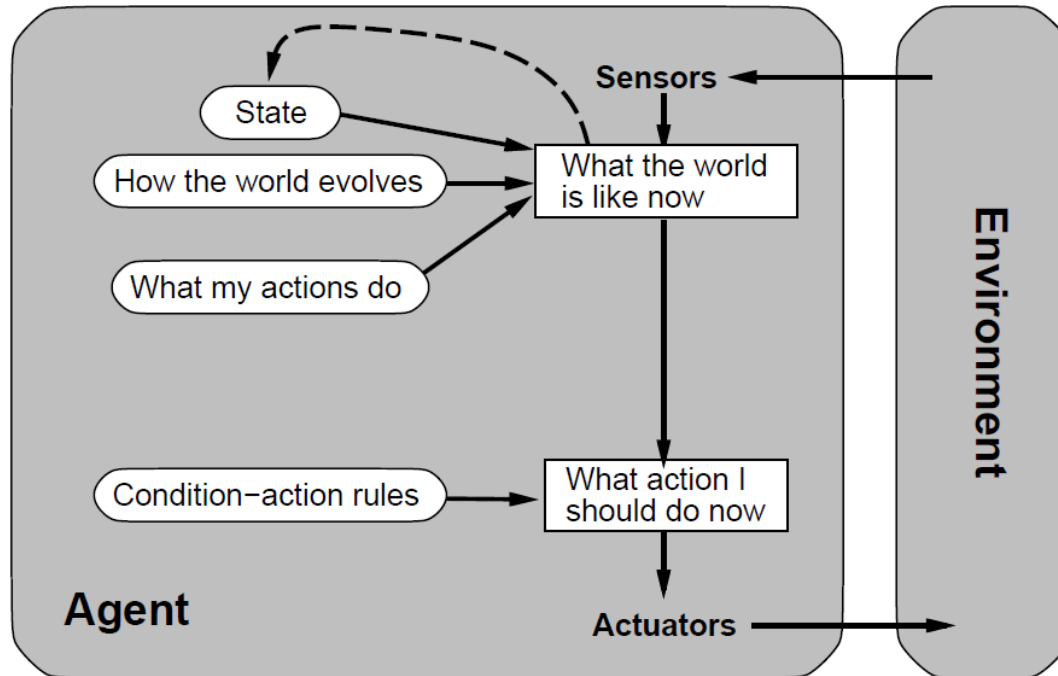 Sensors
State
What the world
is like now
How the world evolves
What my actions do
Condition−action rules
What action I
should do now
Agent
Actuators
Environment